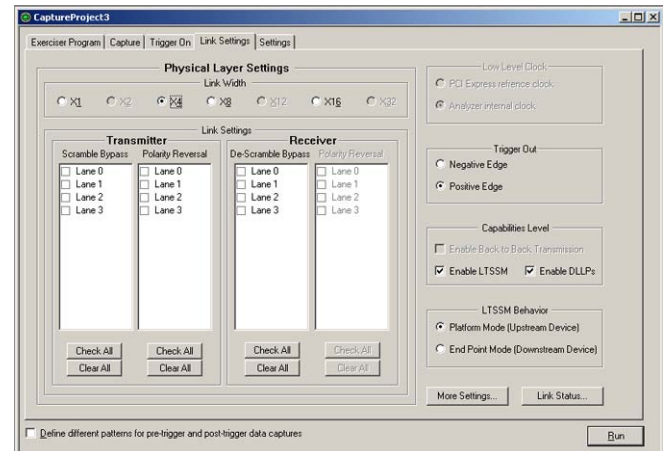 CaptureProject3
Exerciser Program Capture Trigger On Link Settings Settings
Physical Layer Settings
Link Width
X1 X2 X4 X8 X12 X16 X32
Link Settings
Transmitter
Scramble Bypass Polarity Reversal
Lane 0 Lane 0
Lane 1 Lane 1
Lane 2 Lane 2
Lane 3 Lane 3
Check All Check All
Clear All Clear All
Receiver
De-Scramble Bypass Polarity Reversal
Lane 0 Lane 0
Lane 1 Lane 1
Lane 2 Lane 2
Lane 3 Lane 3
Check All Check All
Clear All Clear All
Low Level Clock
PCI Express refrence clock
Analyzer internal clock
Trigger Out
Negative Edge
Positive Edge
Capabilities Level
Enable Back to Back Transmission
Enable LTSSM Enable DLLPs
LTSSM Behavior
Platform Mode (Upstream Device)
End Point Mode (Downstream Device)
More Settings... Link Status...
Define different patterns for pre-trigger and post-trigger data captures
Run